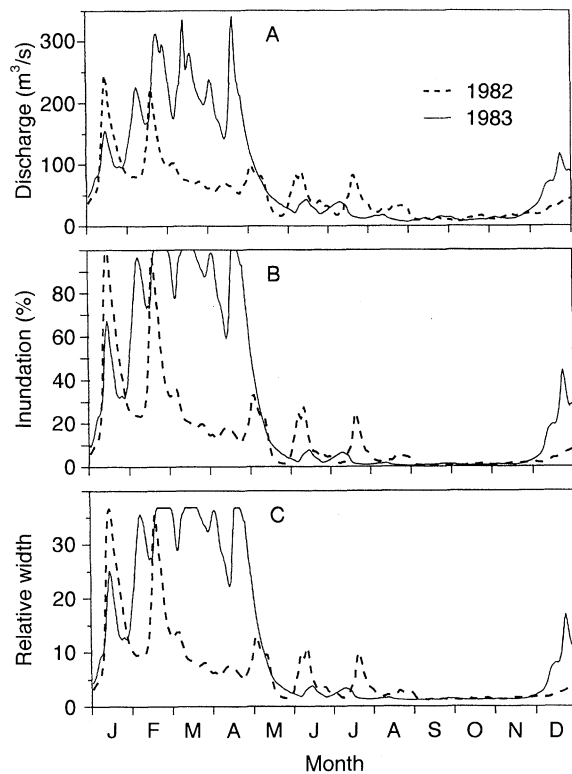 A
Discharge (m³/s)
300
200
100
0
1982
1983
B
Inundation (%)
80
60
40
20
0
C
Relative width
30
20
10
0
J F M A M J J A S O N D
Month